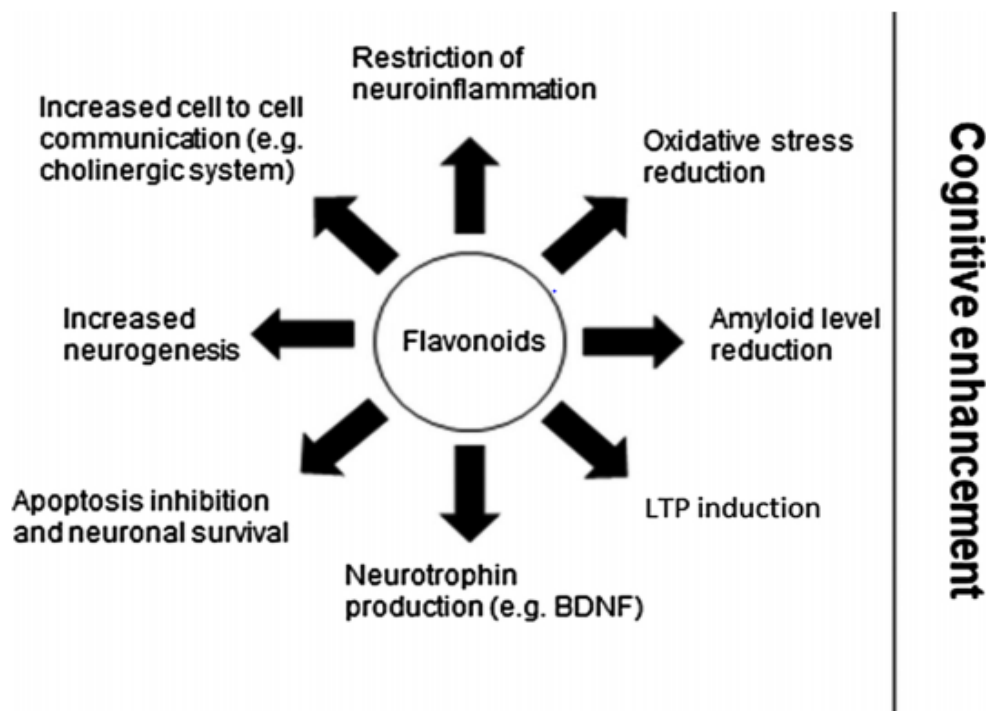 Restriction of
neuroinflammation
Increased cell to cell
communication (e.g.
cholinergic system)
Oxidative stress
reduction
Increased
neurogenesis
Flavonoids
Amyloid level
reduction
Apoptosis inhibition
and neuronal survival
LTP induction
Neurotrophin
production (e.g. BDNF)
Cognitive enhancement